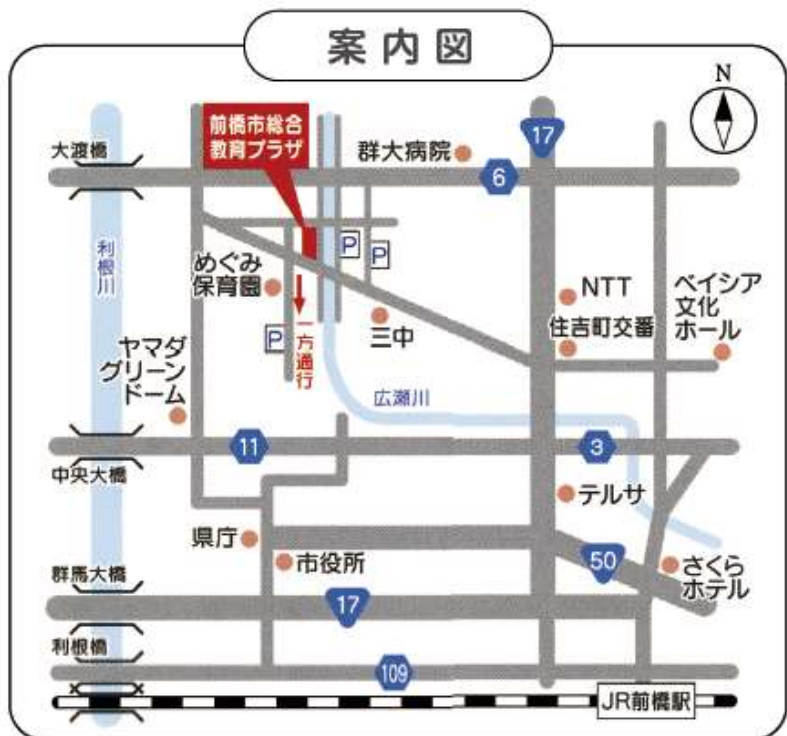 案内図
N
前橋市総合
教育プラザ
大渡橋
群大病院
17
6
利根川
P
P
めぐみ
保育園
NTT
ベイシア
文化
ホール
住吉町交番
三中
P
一方通行
ヤマダ
グリーン
ドーム
広瀬川
11
3
中央大橋
テルサ
県庁
市役所
50
さくら
ホテル
群馬大橋
17
利根橋
109
JR前橋駅